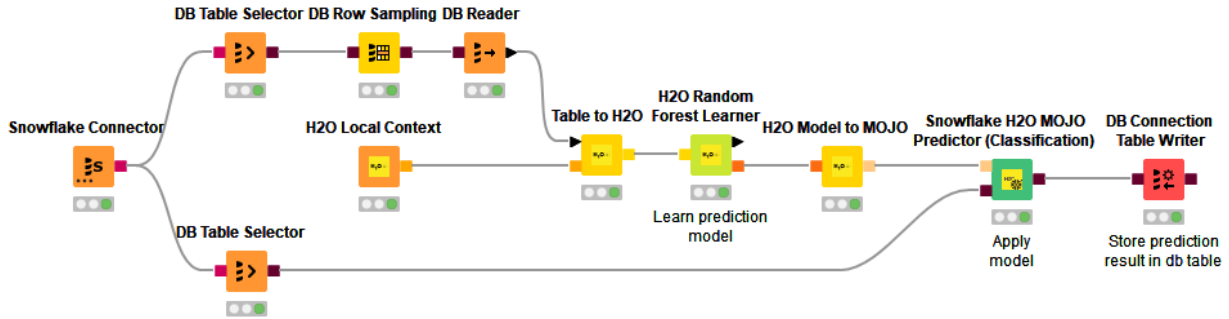 DB Table Selector
DB Row Sampling
DB Reader
Snowflake Connector
S
H2O Local Context
Table to H2O
H2O Random
Forest Learner
H2O Model to MOJO
Snowflake H2O MOJO
Predictor (Classification)
DB Connection
Table Writer
Learn prediction
model
Apply
model
Store prediction
result in db table
DB Table Selector